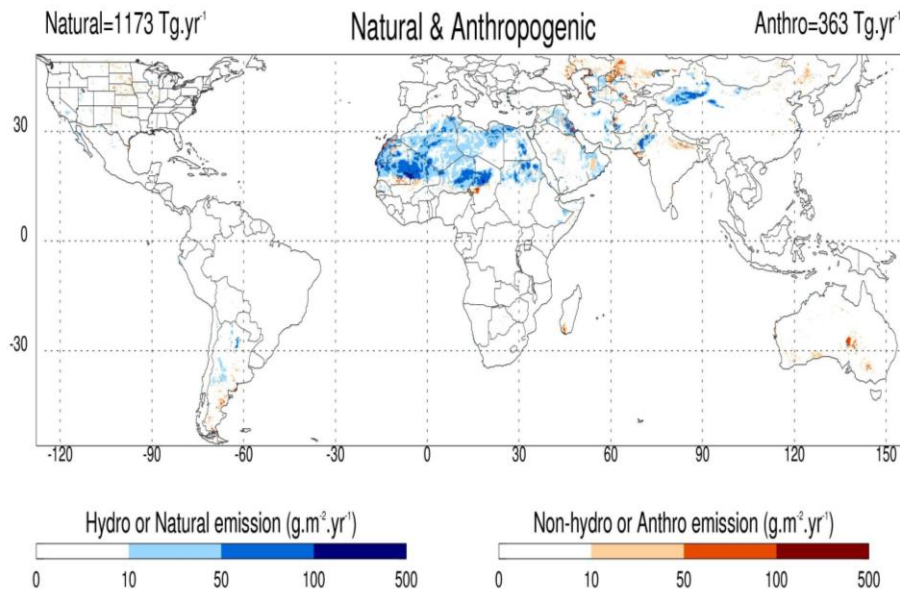 Natural=1173 Tg.yr⁻¹ Natural & Anthropogenic Anthro=363 Tg.yr⁻¹
30
0
-30
-120 -90 -60 -30 0 30 60 90 120 150
Hydro or Natural emission (g.m⁻².yr⁻¹) Non-hydro or Anthro emission (g.m⁻².yr⁻¹)
0 10 50 100 500 0 10 50 100 500